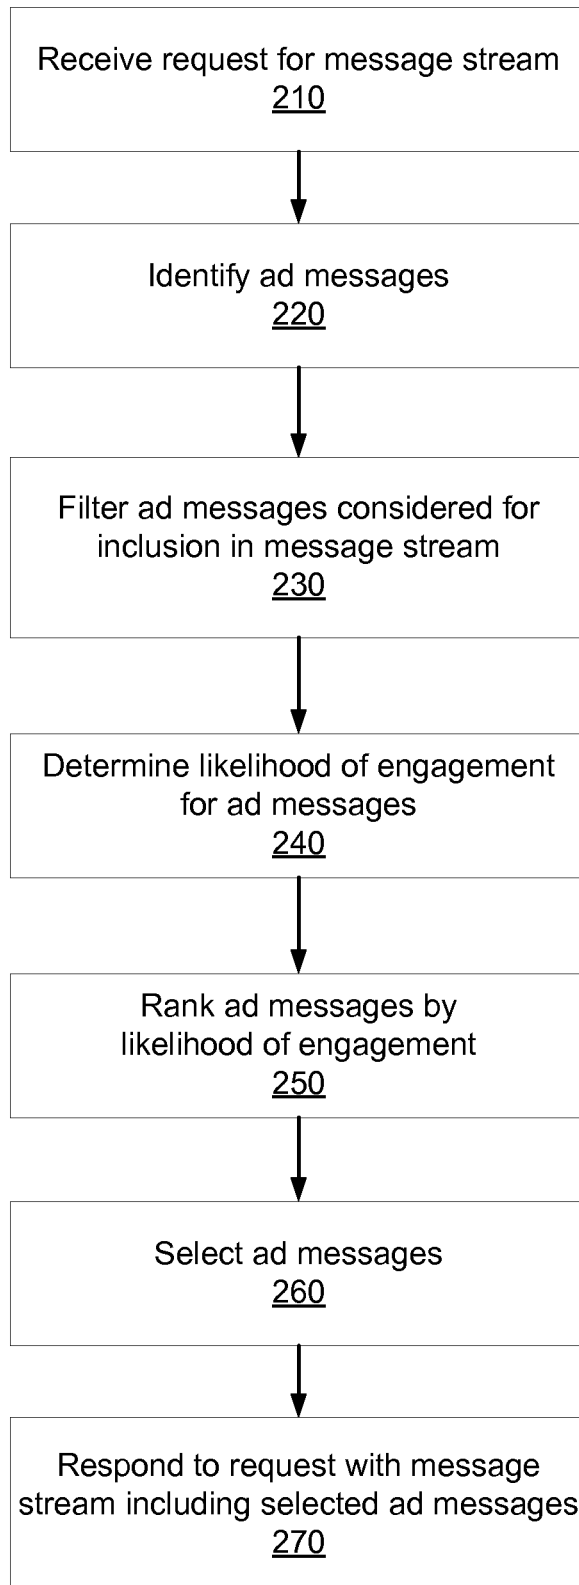 Receive request for message stream
210
Identify ad messages
220
Filter ad messages considered for
inclusion in message stream
230
Determine likelihood of engagement
for ad messages
240
Rank ad messages by
likelihood of engagement
250
Select ad messages
260
Respond to request with message
stream including selected ad messages
270